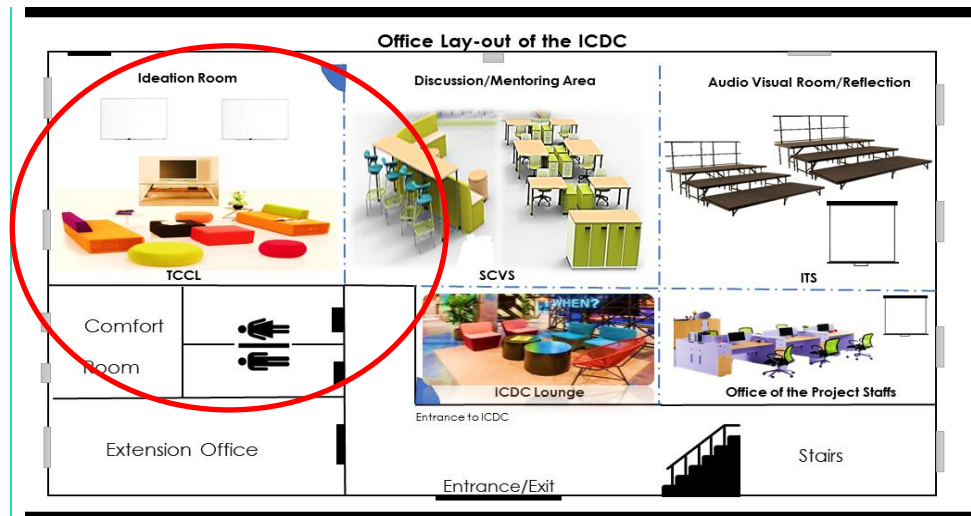 Office Lay-out of the ICDC
Ideation Room
Discussion/Mentoring Area
Audio Visual Room/Reflection
TCCL
SCVS
ITS
Comfort
Room
WHEN?
ICDC Lounge
Office of the Project Staffs
Entrance to ICDC
Extension Office
Stairs
Entrance/Exit